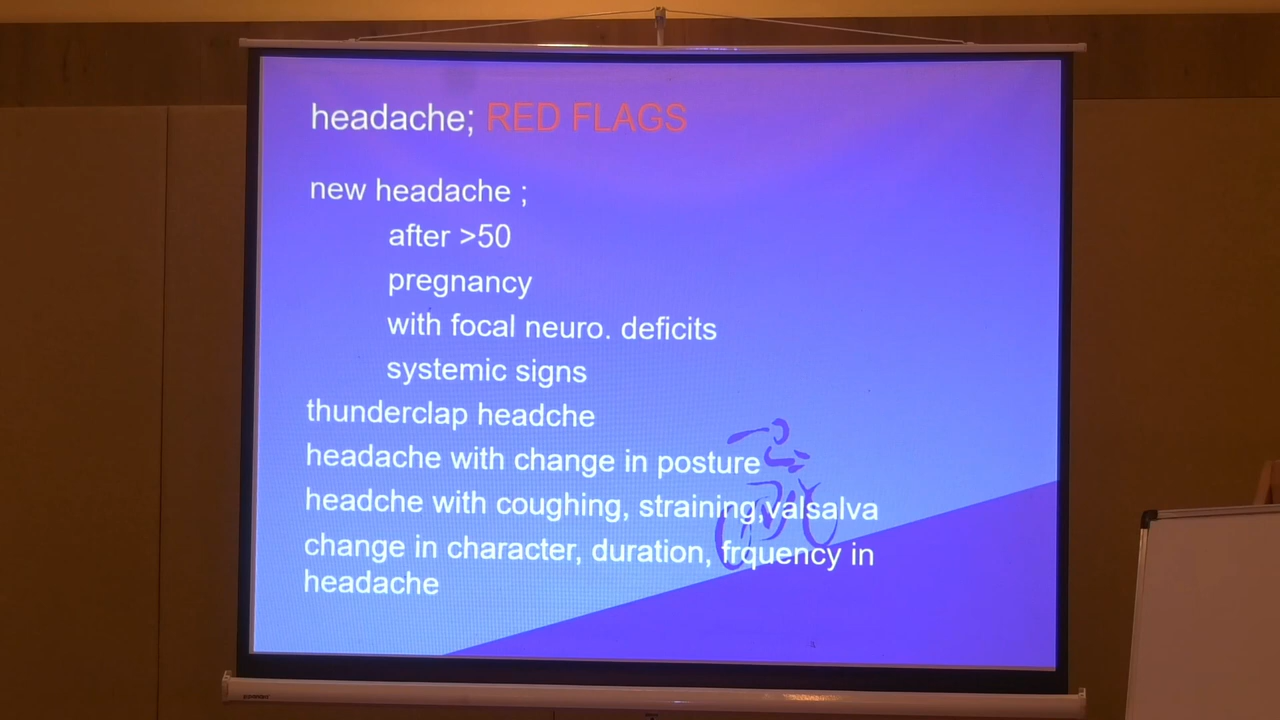 headache; RED FLAGS
new headache ;
after >50
pregnancy
with focal neuro. deficits
systemic signs
thunderclap headche
headache with change in posture
headche with coughing, straining,valsalva
change in character, duration, frquency in
headache